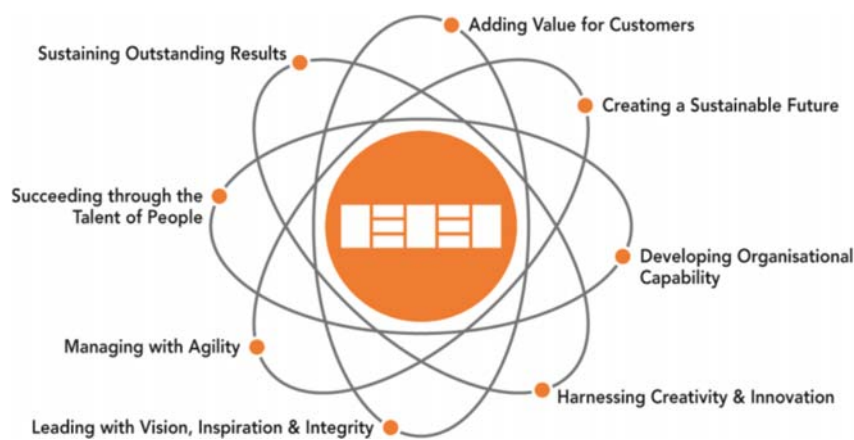 Adding Value for Customers
Sustaining Outstanding Results
Creating a Sustainable Future
Succeeding through the
Talent of People
Developing Organisational
Capability
Managing with Agility
Harnessing Creativity & Innovation
Leading with Vision, Inspiration & Integrity